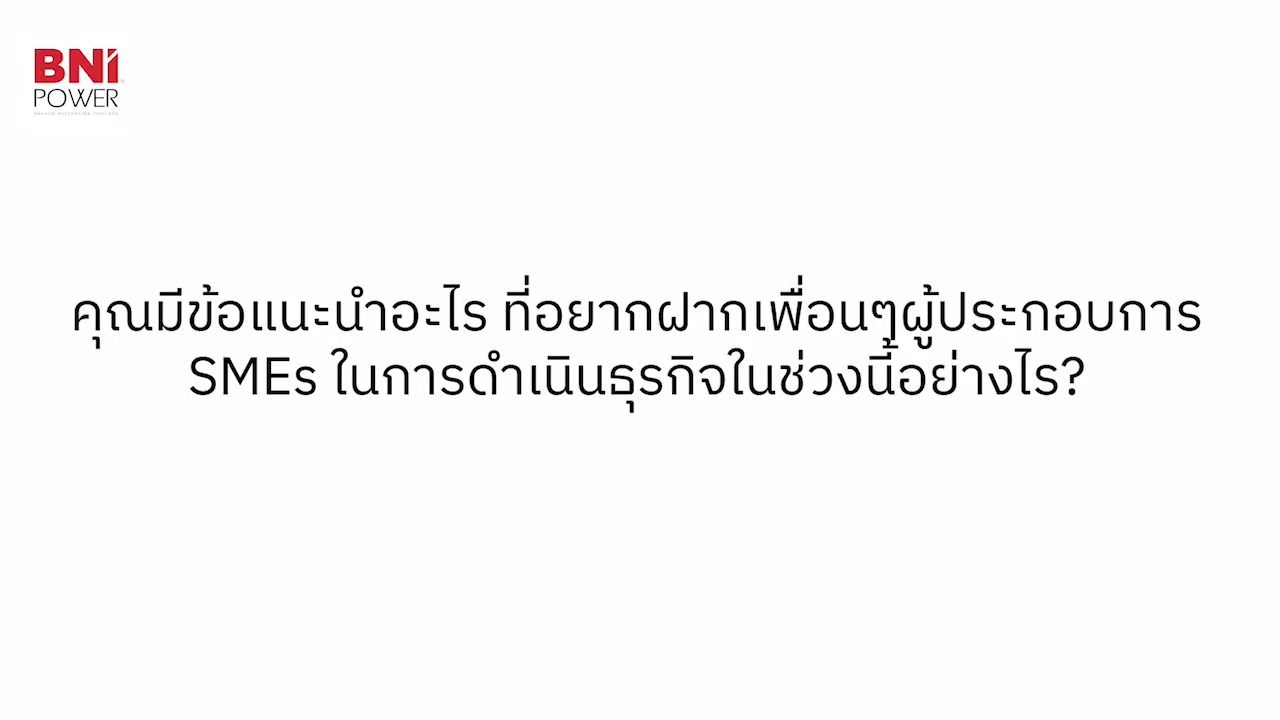 BNI
POWER
NAKHON RATCHASIMA THAILAND
คุณมีข้อแนะนำอะไร ที่อยากฝากเพื่อนๆผู้ประกอบการ
SMEs ในการดำเนินธุรกิจในช่วงนี้อย่างไร?